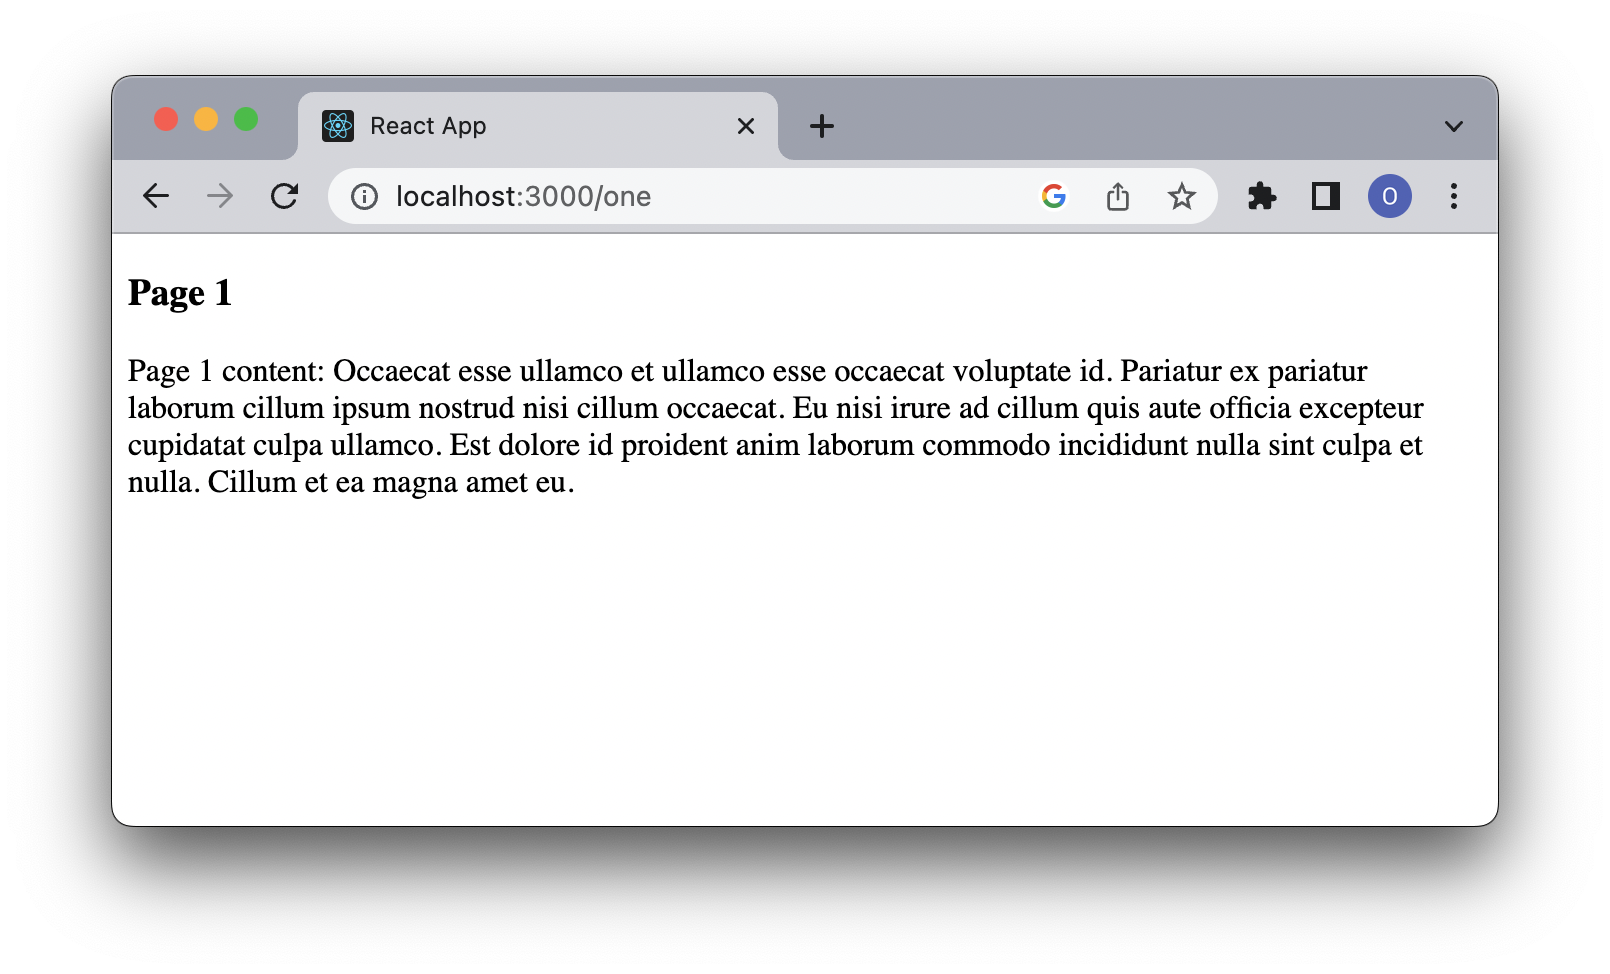 React App
localhost:3000/one
O
Page 1
Page 1 content: Occaecat esse ullamco et ullamco esse occaecat voluptate id. Pariatur ex pariatur
laborum cillum ipsum nostrud nisi cillum occaecat. Eu nisi irure ad cillum quis aute officia excepteur
cupidatat culpa ullamco. Est dolore id proident anim laborum commodo incididunt nulla sint culpa et
nulla. Cillum et ea magna amet eu.